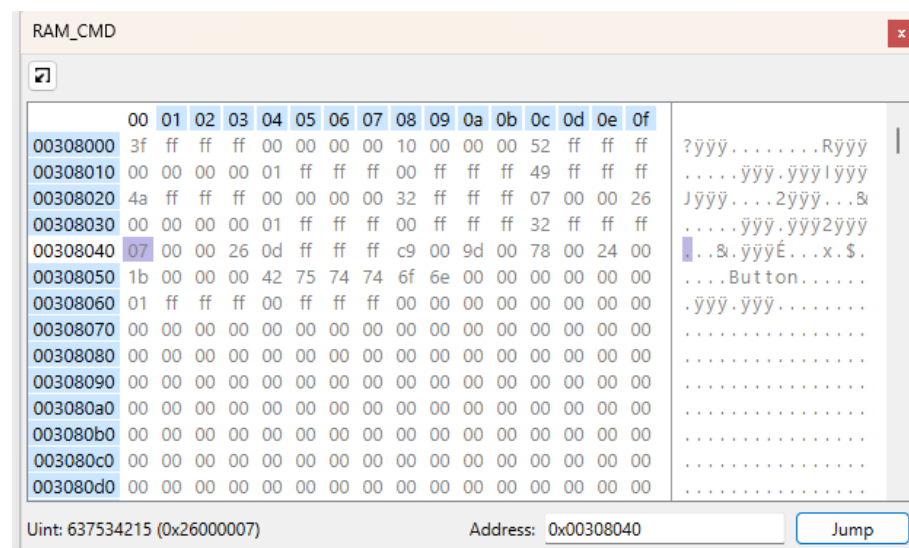 RAM_CMD
x
00 01 02 03 04 05 06 07 08 09 0a 0b 0c 0d 0e 0f
00308000 3f ff ff ff 00 00 00 00 10 00 00 00 52 ff ff ff ?ÿÿÿ........Rÿÿÿ
00308010 00 00 00 00 01 ff ff ff 00 ff ff ff 49 ff ff ff .....ÿÿÿ.ÿÿÿIÿÿÿ
00308020 4a ff ff ff 00 00 00 00 32 ff ff ff 07 00 00 26 Jÿÿÿ....2ÿÿÿ...&
00308030 00 00 00 00 01 ff ff ff 00 ff ff ff 32 ff ff ff .....ÿÿÿ.ÿÿÿ2ÿÿÿ
00308040 07 00 00 26 0d ff ff ff c9 00 9d 00 78 00 24 00 ...&.ÿÿÿÉ...x.$.
00308050 1b 00 00 00 42 75 74 74 6f 6e 00 00 00 00 00 00 ....Button......
00308060 01 ff ff ff 00 ff ff ff 00 00 00 00 00 00 00 00 .ÿÿÿ.ÿÿÿ........
00308070 00 00 00 00 00 00 00 00 00 00 00 00 00 00 00 00 ................
00308080 00 00 00 00 00 00 00 00 00 00 00 00 00 00 00 00 ................
00308090 00 00 00 00 00 00 00 00 00 00 00 00 00 00 00 00 ................
003080a0 00 00 00 00 00 00 00 00 00 00 00 00 00 00 00 00 ................
003080b0 00 00 00 00 00 00 00 00 00 00 00 00 00 00 00 00 ................
003080c0 00 00 00 00 00 00 00 00 00 00 00 00 00 00 00 00 ................
003080d0 00 00 00 00 00 00 00 00 00 00 00 00 00 00 00 00 ................
Uint: 637534215 (0x26000007) Address: 0x00308040 Jump